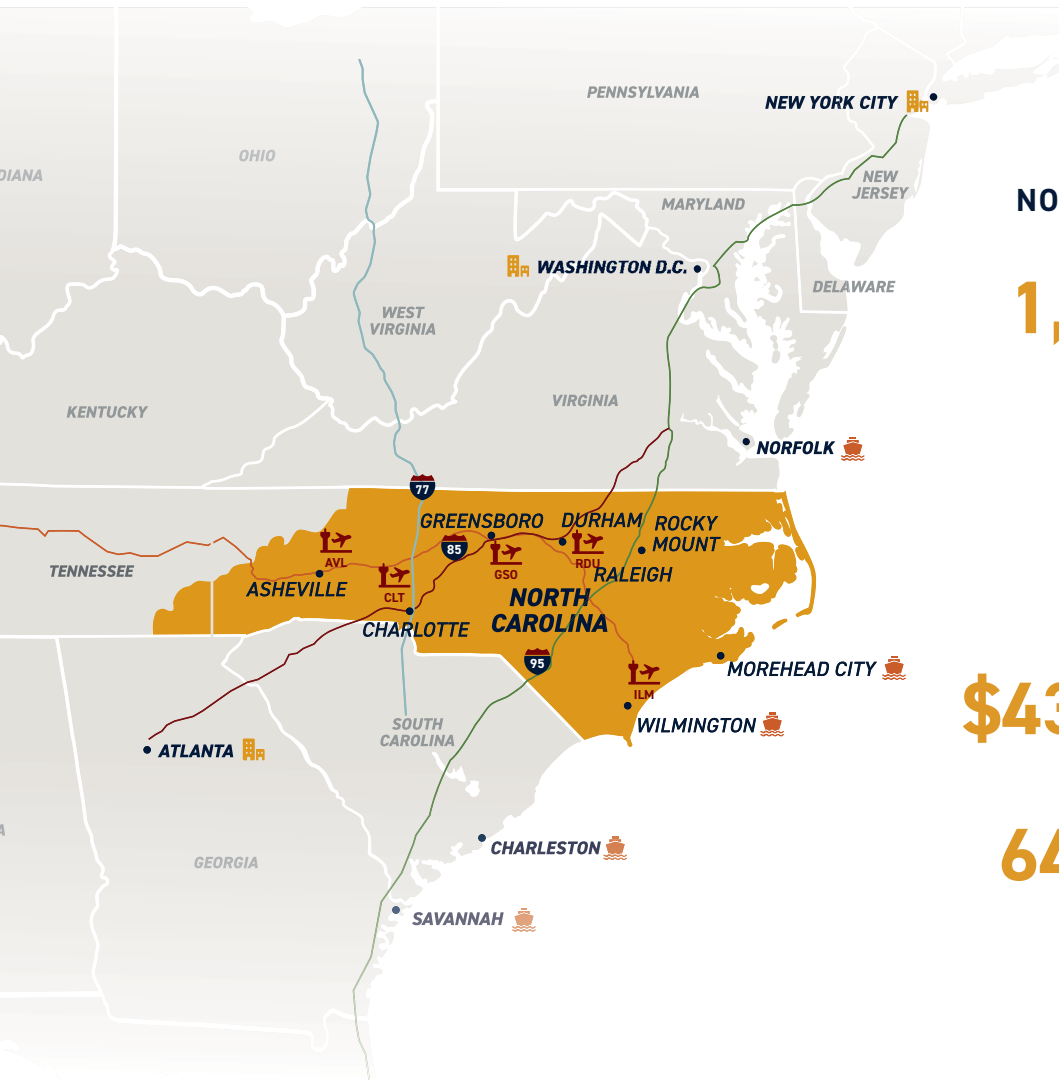 PENNSYLVANIA
NEW YORK CITY
OHIO
DIANA
NEW
JERSEY
MARYLAND
NO
WASHINGTON D.C.
DELAWARE
1,
WEST
VIRGINIA
VIRGINIA
KENTUCKY
NORFOLK
77
GREENSBORO
DURHAM
ROCKY
MOUNT
85
AVL
RDU
GSO
TENNESSEE
RALEIGH
ASHEVILLE
CLT
NORTH
CAROLINA
CHARLOTTE
95
MOREHEAD CITY
ILM
$43
WILMINGTON
SOUTH
CAROLINA
ATLANTA
A
CHARLESTON
64
GEORGIA
SAVANNAH